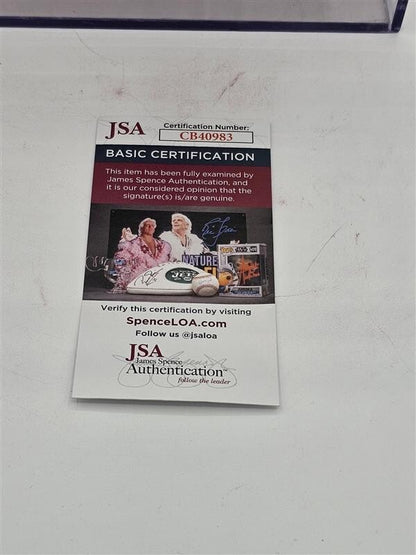 JSA
Certification Number:
CB40983
BASIC CERTIFICATION
This item has been fully examined by
James Spence Authentication, and
it is our considered opinion that the
signature(s) is/are genuine.
NATURE
JETS
Verify this certification by visiting
SpenceLOA.com
Follow us @jsaloa
JSA
James Spence
Authentication
follow the leader